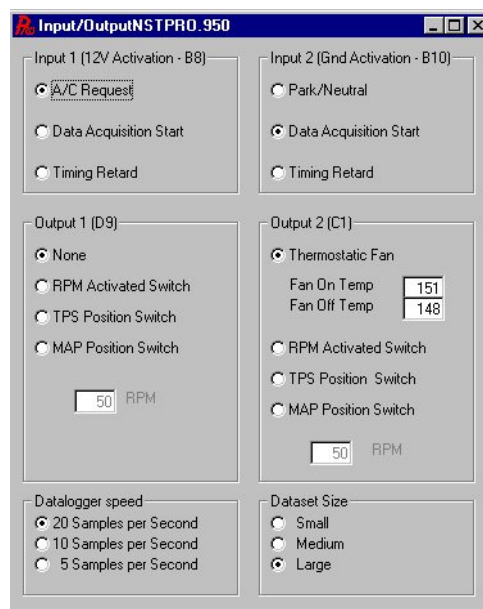 Input/OutputNSTPRO.950
Input 1 (12V Activation - B8)
A/C Request
Data Acquisition Start
Timing Retard
Input 2 (Gnd Activation - B10)
Park/Neutral
Data Acquisition Start
Timing Retard
Output 1 (D9)
None
RPM Activated Switch
TPS Position Switch
MAP Position Switch
50 RPM
Output 2 (C1)
Thermostatic Fan
Fan On Temp 151
Fan Off Temp 148
RPM Activated Switch
TPS Position Switch
MAP Position Switch
50 RPM
Datalogger speed
20 Samples per Second
10 Samples per Second
5 Samples per Second
Dataset Size
Small
Medium
Large